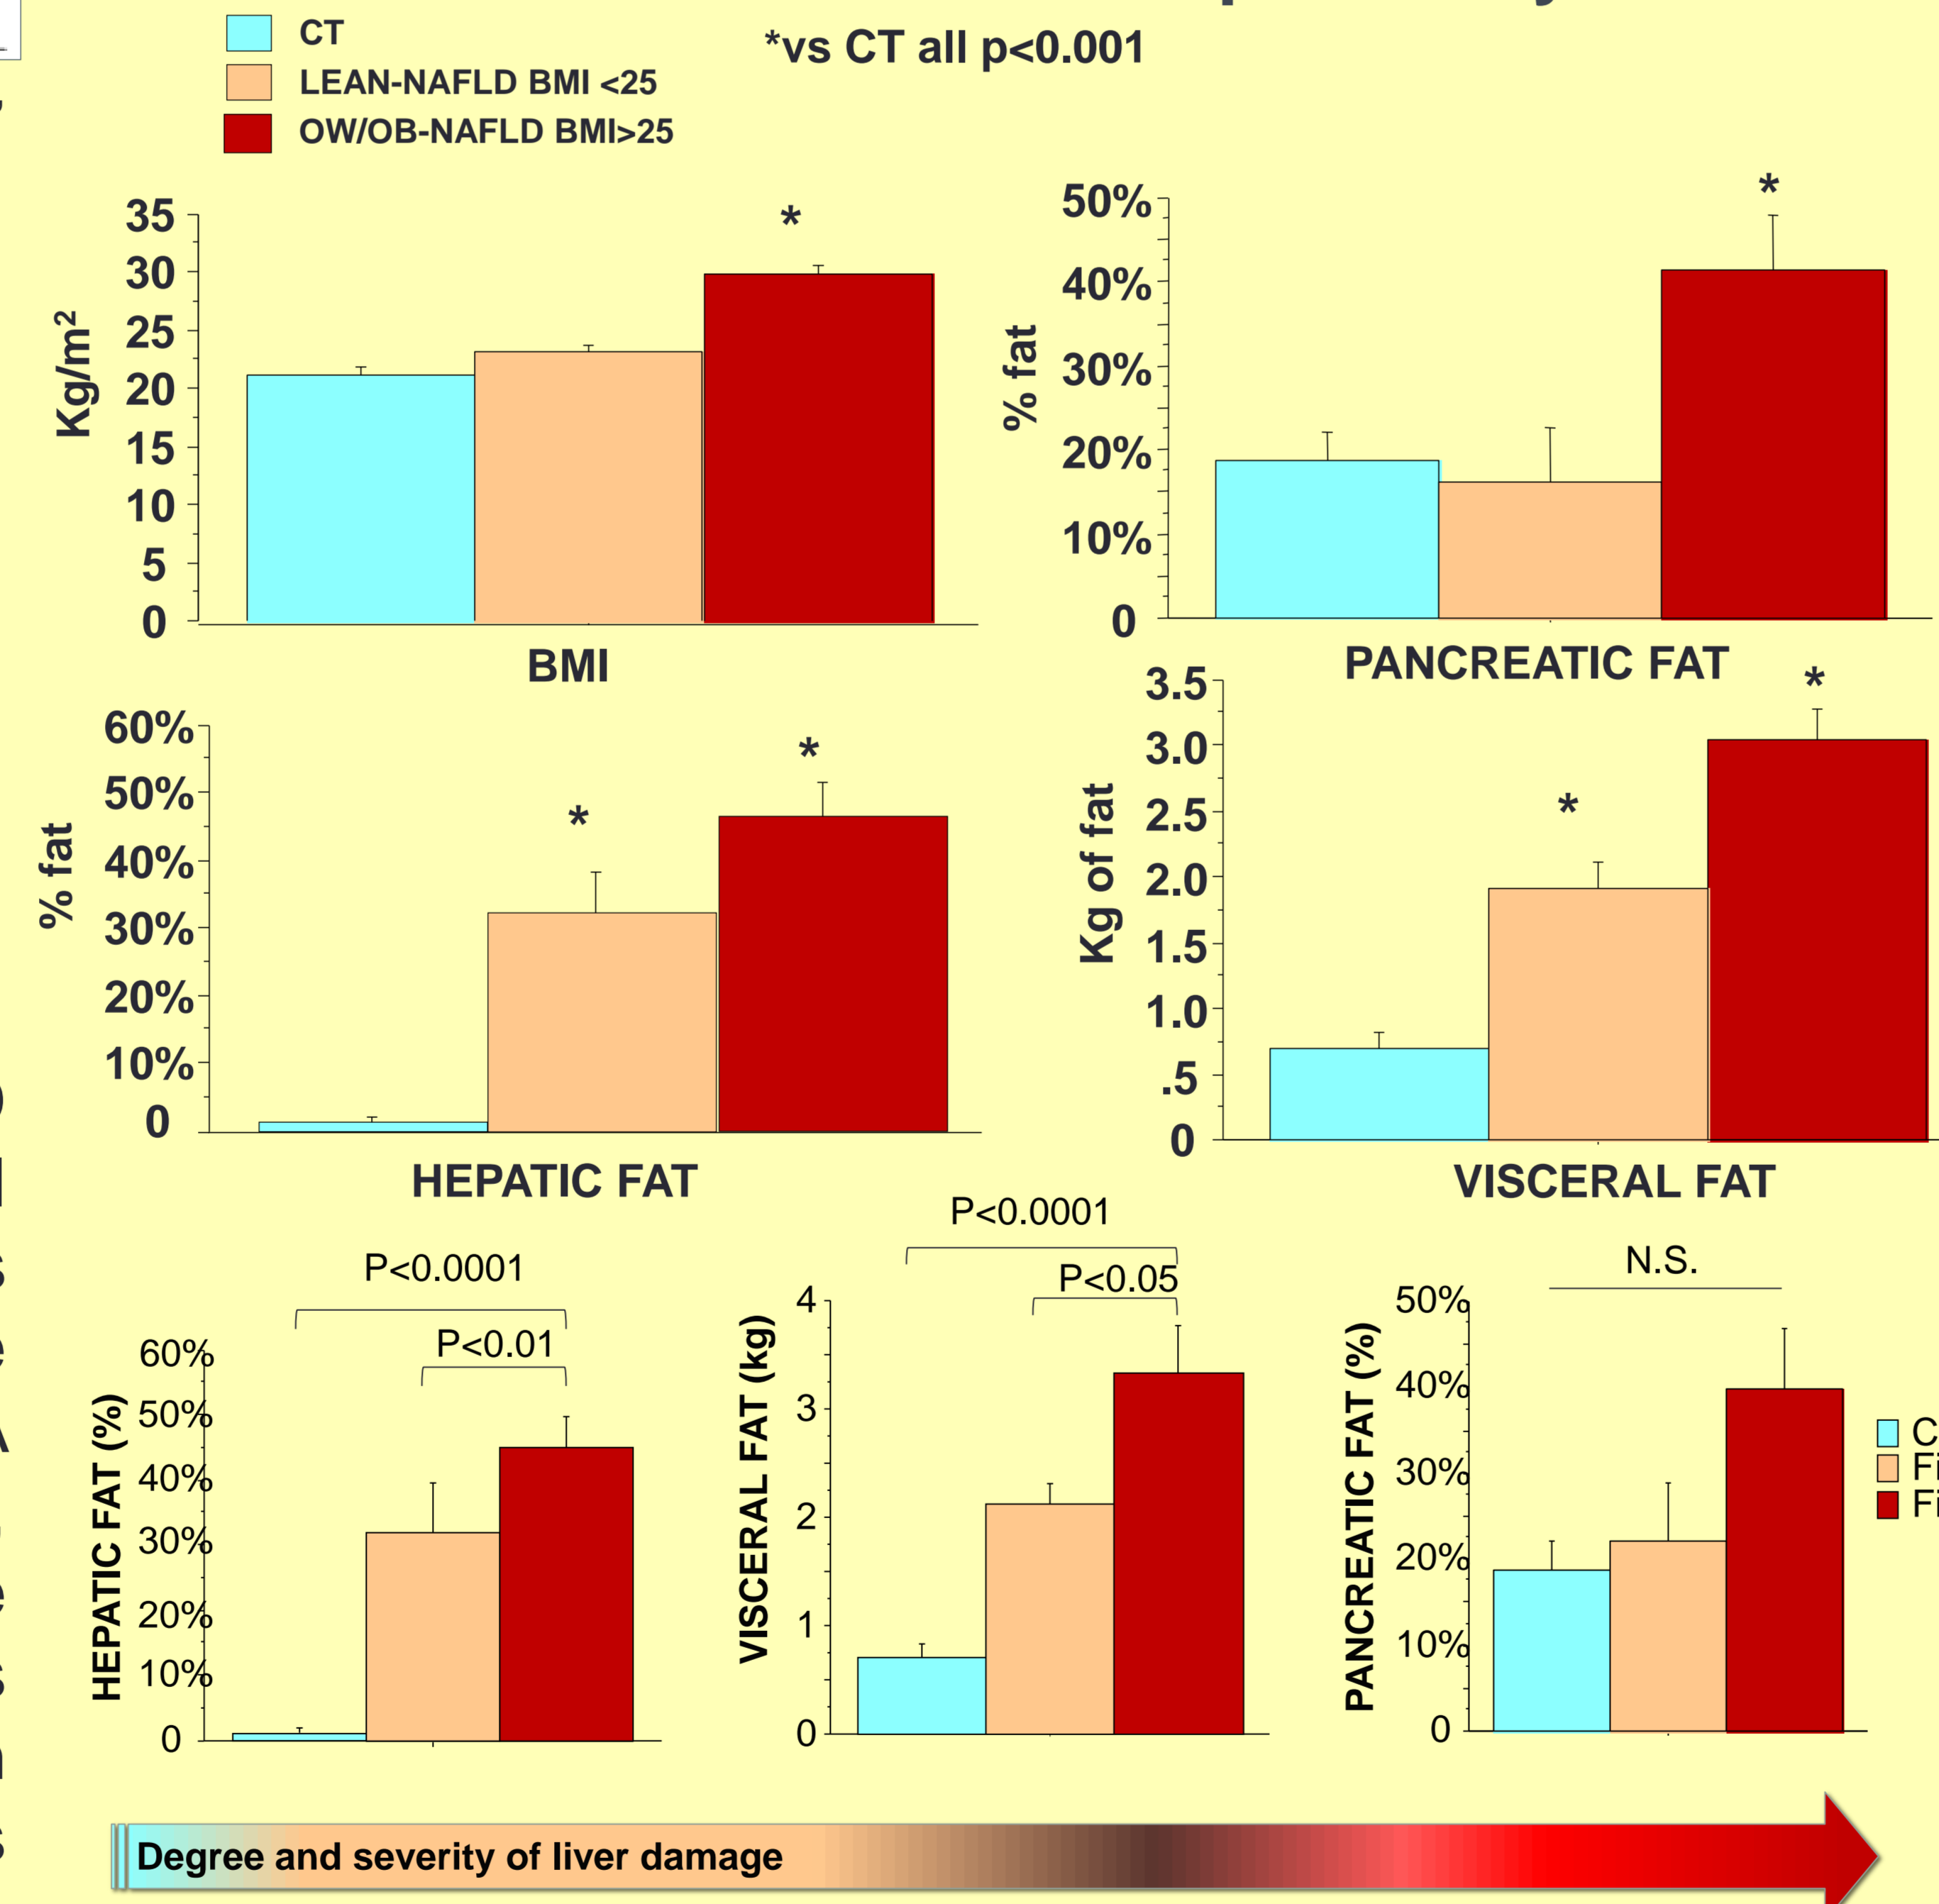 CT
*vs CT all p<0.001
LEAN-NAFLD BMI <25
OW/OB-NAFLD BMI>25
35
30
25
20
15
10
5
0
Kg/m²
*
BMI
50%
40%
30%
20%
10%
0
% fat
*
PANCREATIC FAT
60%
50%
40%
30%
20%
10%
0
% fat
*
*
HEPATIC FAT
3.5
3.0
2.5
2.0
1.5
1.0
.5
0
Kg of fat
*
*
VISCERAL FAT
P<0.0001
P<0.01
60%
50%
40%
30%
20%
10%
0
HEPATIC FAT (%)
P<0.0001
P<0.05
4
3
2
1
0
VISCERAL FAT (kg)
N.S.
50%
40%
30%
20%
10%
0
PANCREATIC FAT (%)
Degree and severity of liver damage